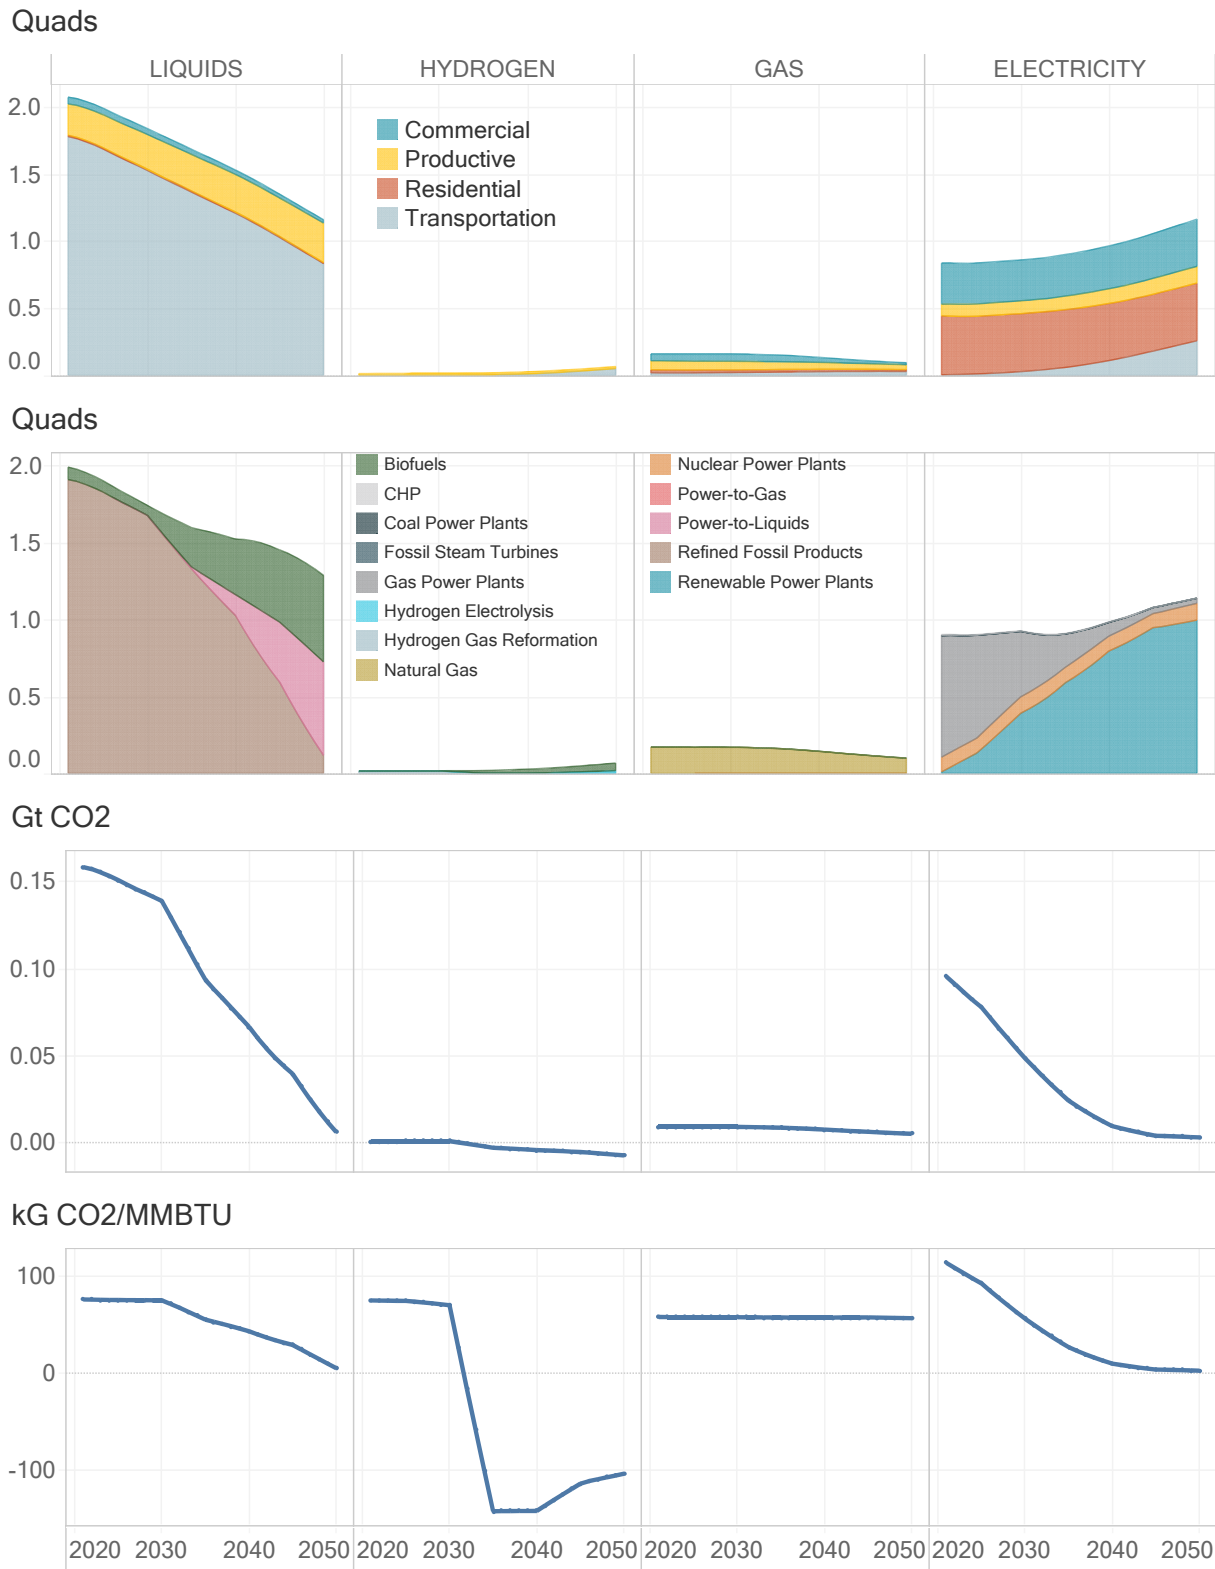 Quads
LIQUIDS HYDROGEN GAS ELECTRICITY
2.0
1.5
1.0
0.5
0.0
Commercial
Productive
Residential
Transportation
Quads
2.0
1.5
1.0
0.5
0.0
Biofuels
CHP
Coal Power Plants
Fossil Steam Turbines
Gas Power Plants
Hydrogen Electrolysis
Hydrogen Gas Reformation
Natural Gas
Nuclear Power Plants
Power-to-Gas
Power-to-Liquids
Refined Fossil Products
Renewable Power Plants
Gt CO2
0.15
0.10
0.05
0.00
kG CO2/MMBTU
100
0
-100
2020 2030 2040 2050 2020 2030 2040 2050 2020 2030 2040 2050 2020 2030 2040 2050